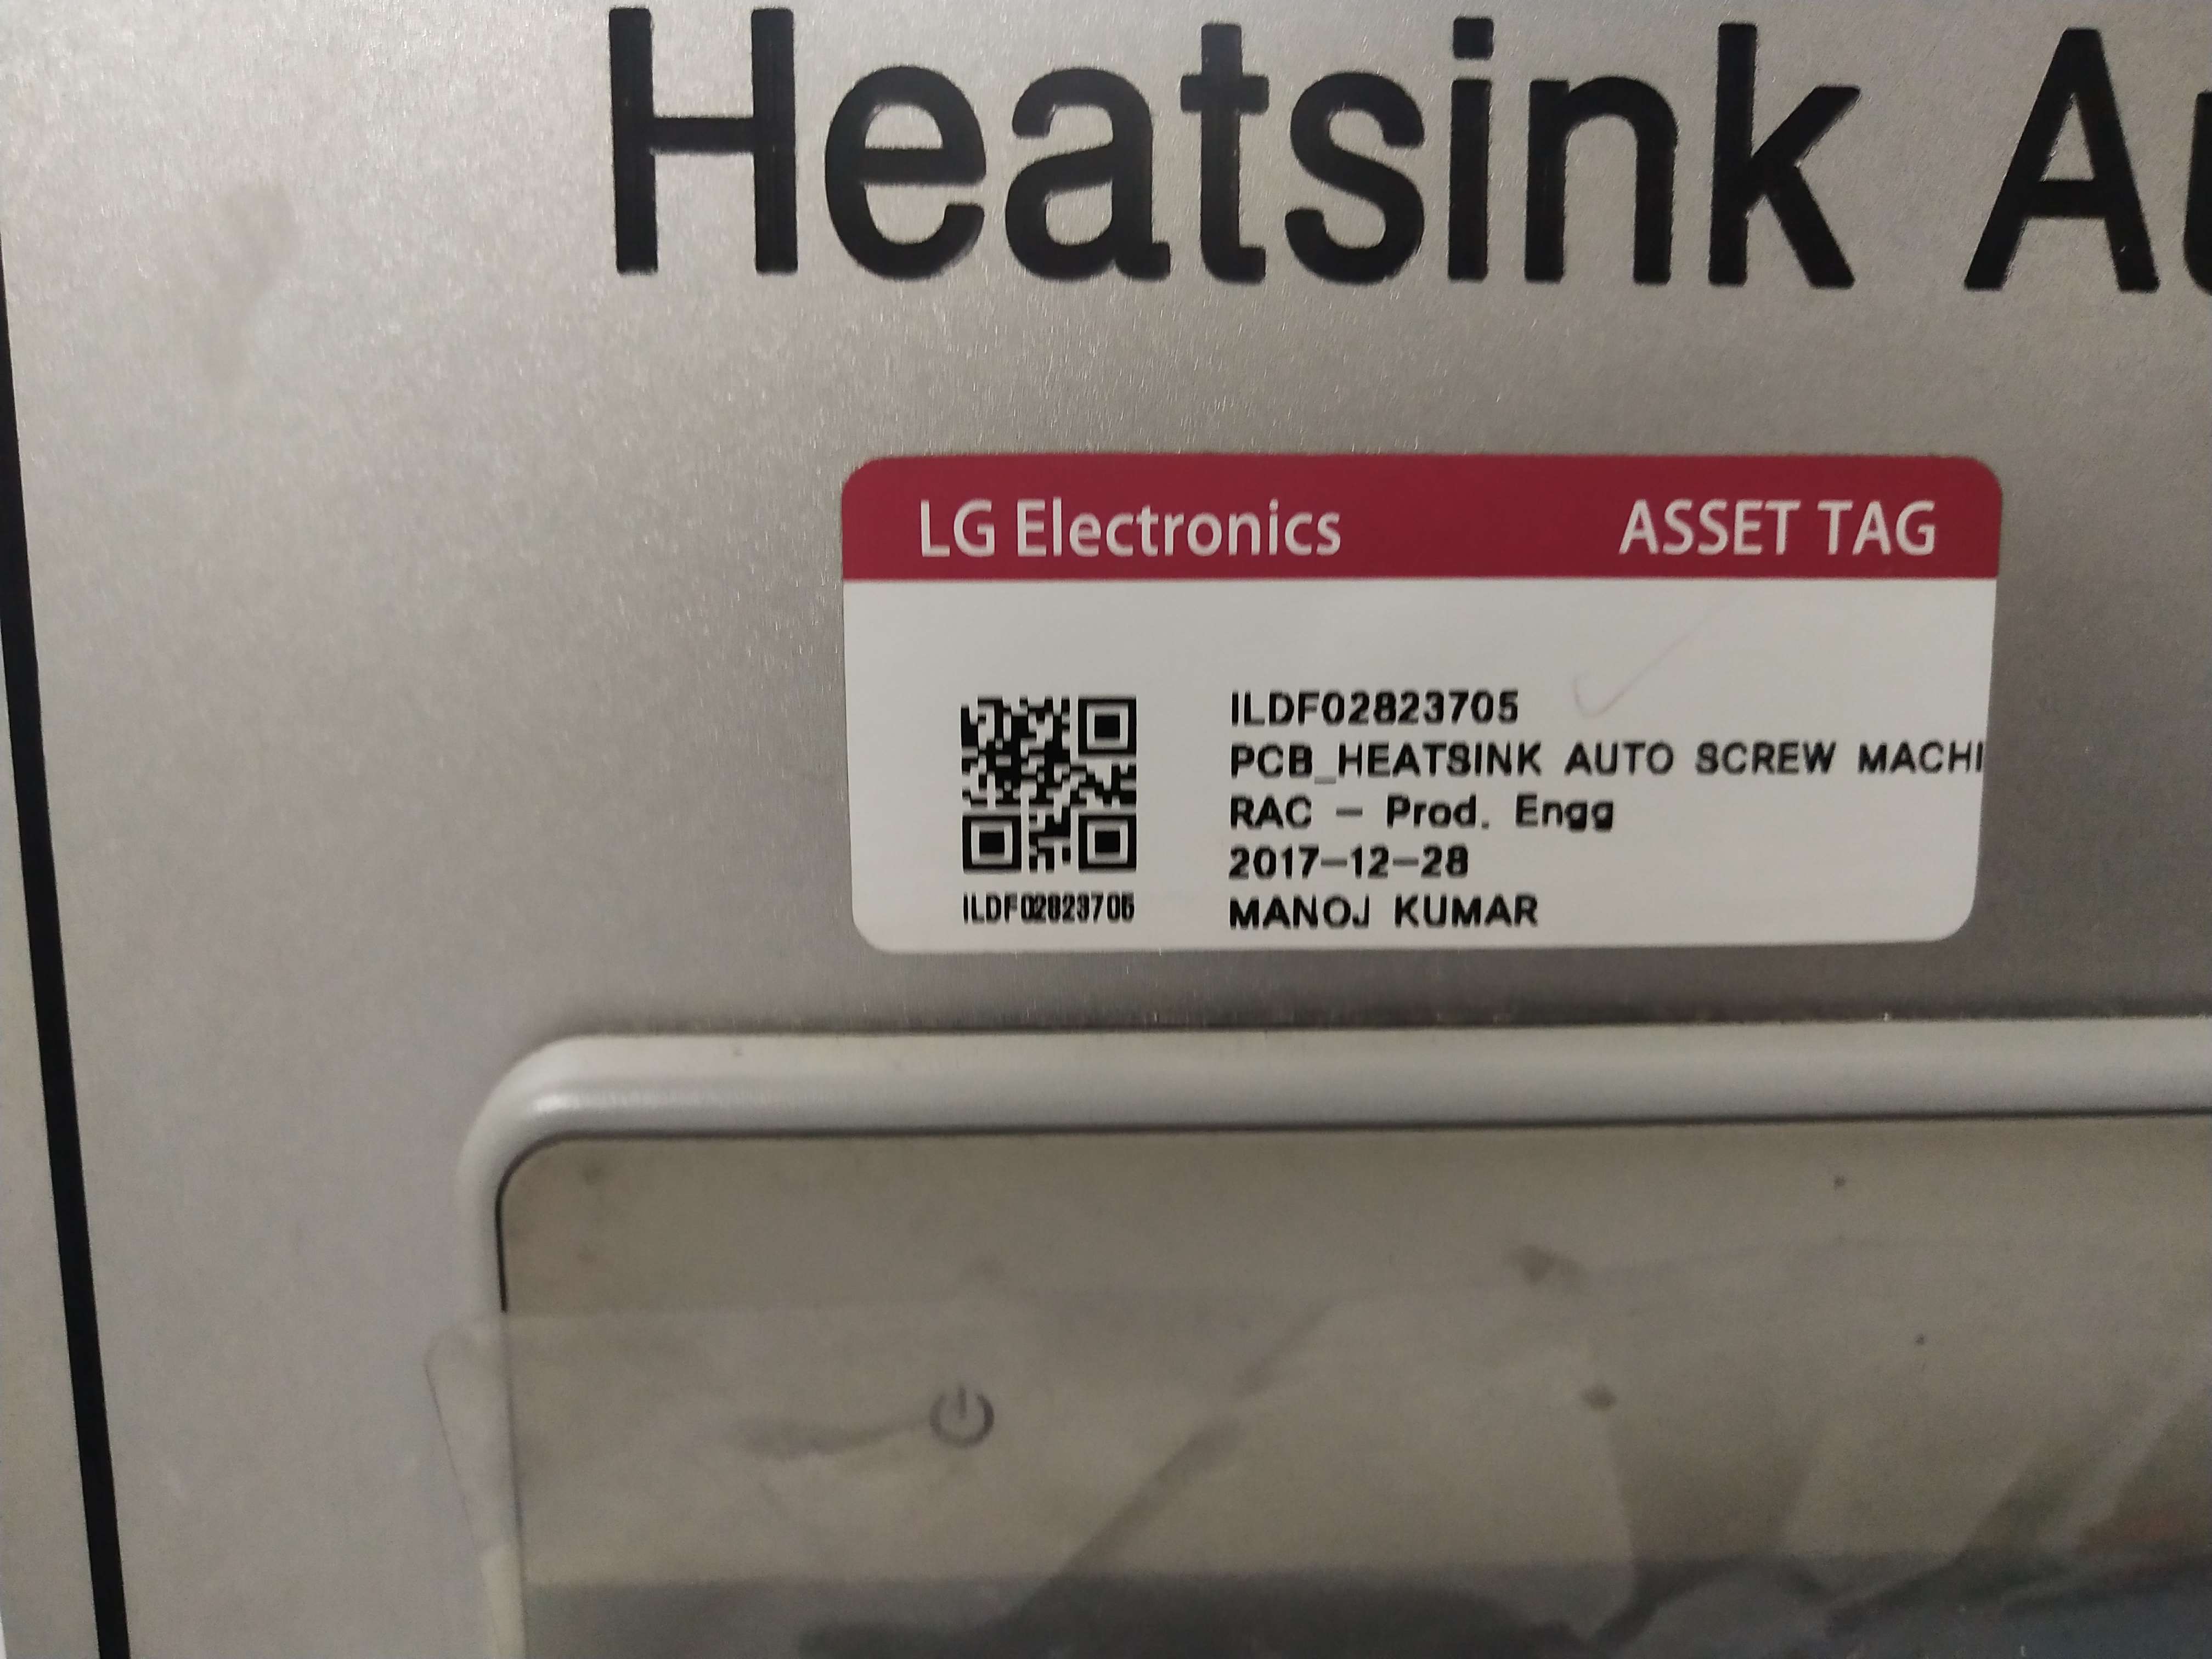 Heatsink Au
LG Electronics ASSET TAG
ILDF02823705
PCB_HEATSINK AUTO SCREW MACHI
RAC - Prod. Engg
2017-12-28
MANOJ KUMAR
ILDF02823705